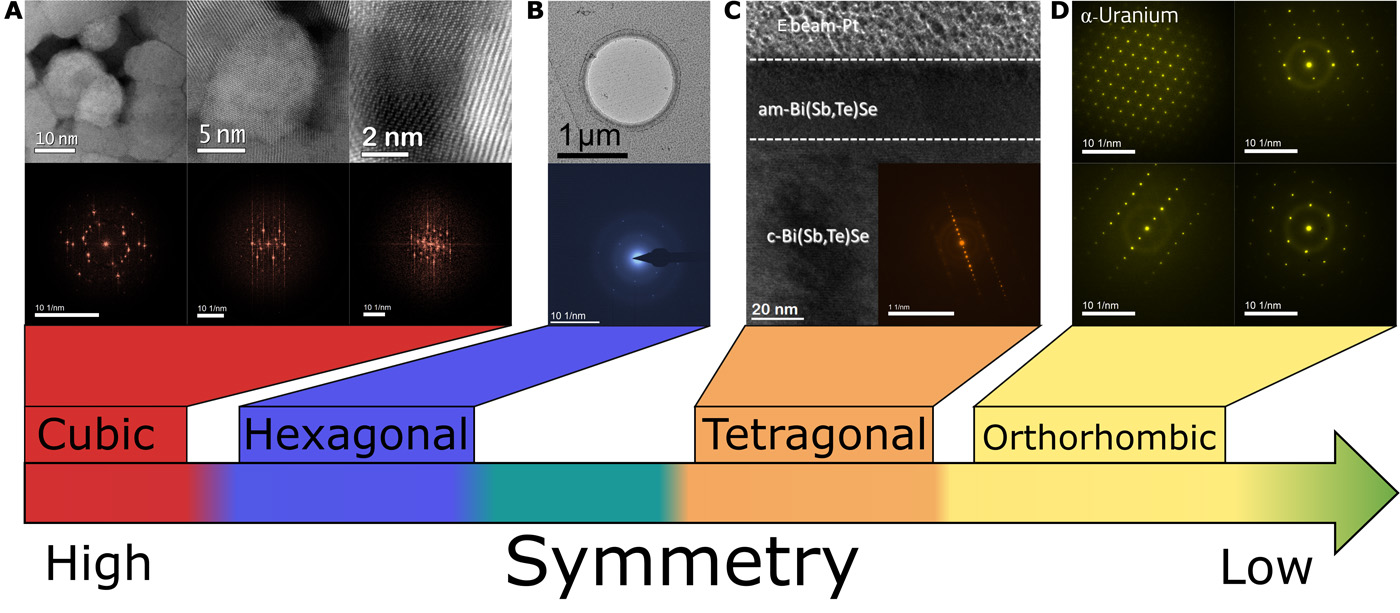 A
B
C
D
10 nm
5 nm
2 nm
1 µm
E beam-Pt
am-Bi(Sb,Te)Se
c-Bi(Sb,Te)Se
20 nm
1 1/nm
α-Uranium
10 1/nm
10 1/nm
10 1/nm
10 1/nm
10 1/nm
10 1/nm
10 1/nm
10 1/nm
Cubic
Hexagonal
Tetragonal
Orthorhombic
High
Symmetry
Low